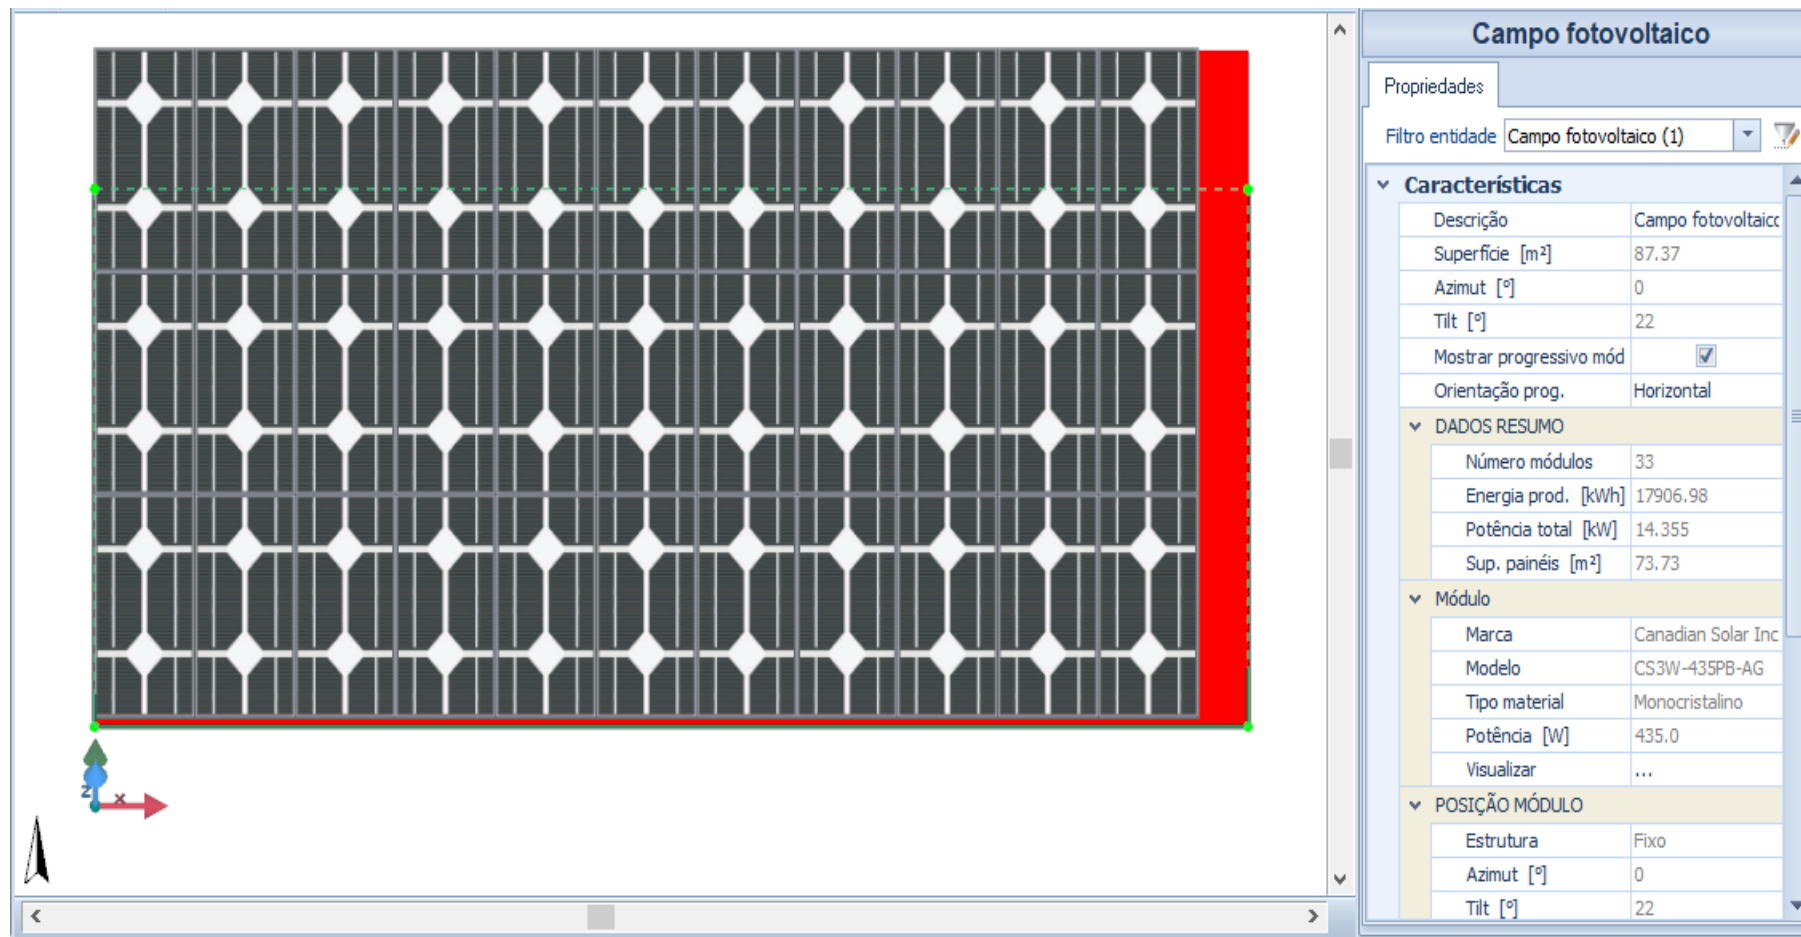 Campo fotovoltaico
Propriedades
Filtro entidade Campo fotovoltaico (1)
Características
Descrição Campo fotovoltaico
Superfície [m²] 87.37
Azimut [º] 0
Tilt [º] 22
Mostrar progressivo mód
Orientação prog. Horizontal
DADOS RESUMO
Número módulos 33
Energia prod. [kWh] 17906.98
Potência total [kW] 14.355
Sup. painéis [m²] 73.73
Módulo
Marca Canadian Solar Inc
Modelo CS3W-435PB-AG
Tipo material Monocristalino
Potência [W] 435.0
Visualizar ...
POSIÇÃO MÓDULO
Estrutura Fixo
Azimut [º] 0
Tilt [º] 22
z x